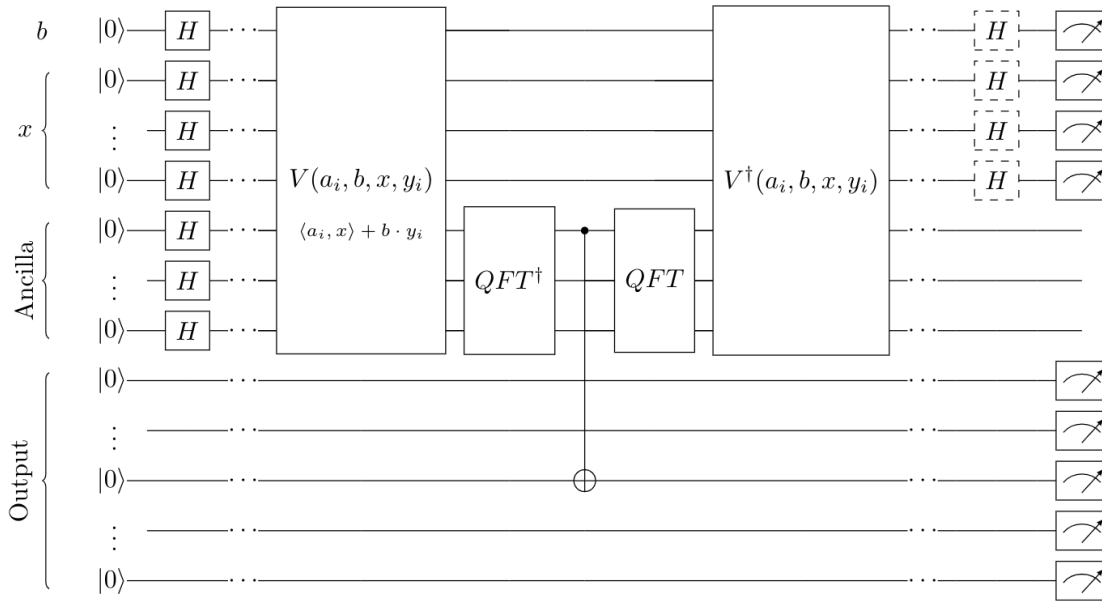 b |0⟩ H ··· ··· H
|0⟩ H ··· ··· H
x ⋮ H ··· V(a_i, b, x, y_i) V†(a_i, b, x, y_i) ··· H
|0⟩ H ··· ··· H
Ancilla |0⟩ H ··· ⟨a_i, x⟩ + b · y_i ···
⋮ H ··· QFT† QFT ···
|0⟩ H ··· ···
Output |0⟩ ··· ···
⋮ ··· ···
|0⟩ ··· ···
⋮ ··· ···
|0⟩ ··· ···